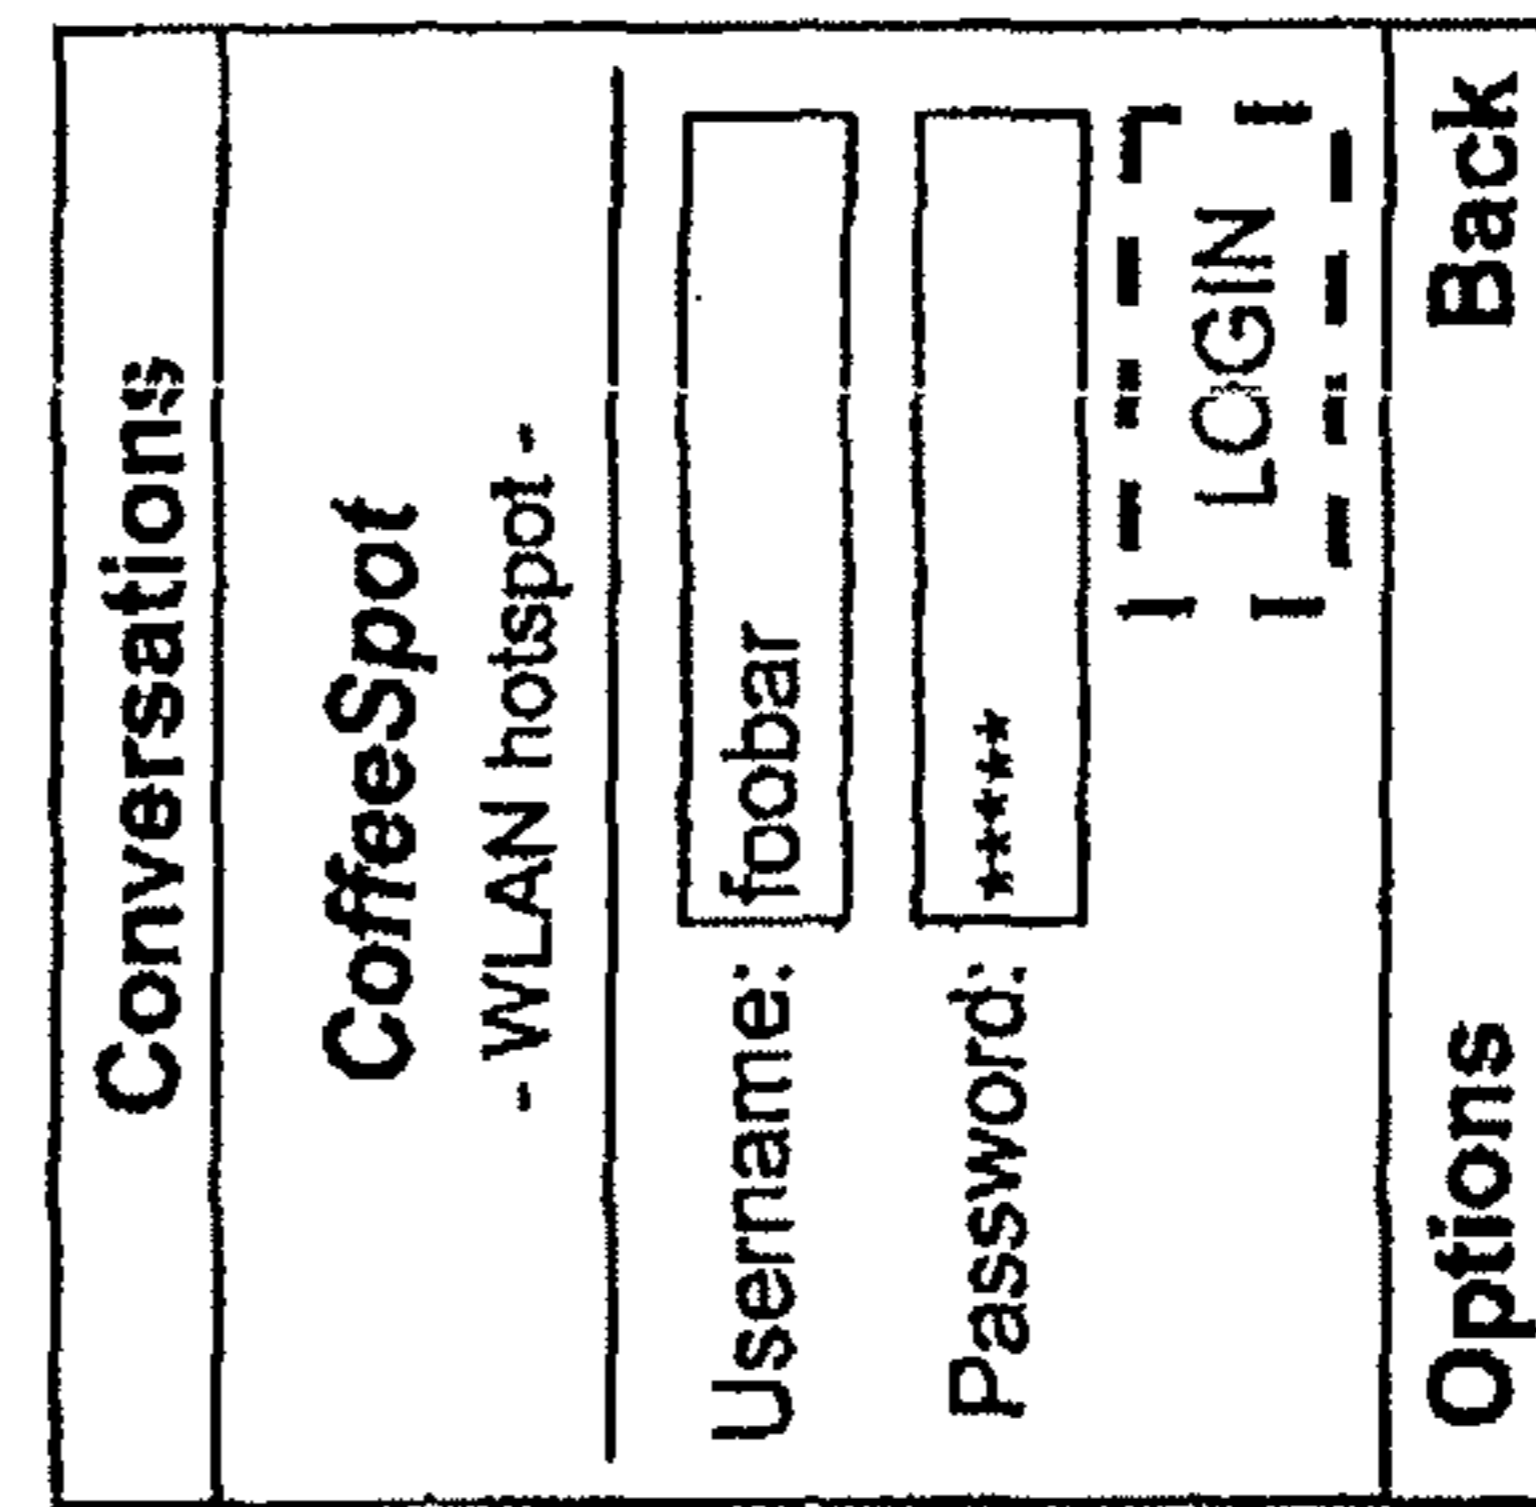 Conversations
CoffeeSpot
- WLAN hotspot -
Username: foobar
Password: *****
LOGIN
Options Back